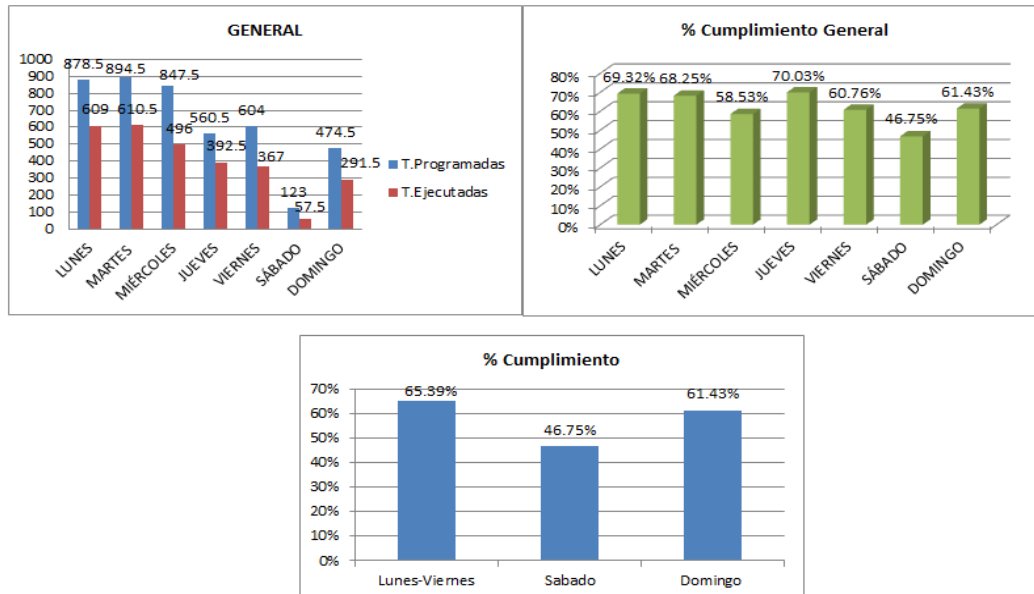 GENERAL
1000
900
800
700
600
500
400
300
200
100
0
878.5
894.5
847.5
560.5
604
123
474.5
609
610.5
496
392.5
367
57.5
291.5
LUNES
MARTES
MIÉRCOLES
JUEVES
VIERNES
SÁBADO
DOMINGO
T.Programadas
T.Ejecutadas
% Cumplimiento General
80%
70%
60%
50%
40%
30%
20%
10%
0%
69.32%
68.25%
58.53%
70.03%
60.76%
46.75%
61.43%
LUNES
MARTES
MIÉRCOLES
JUEVES
VIERNES
SÁBADO
DOMINGO
% Cumplimiento
70%
60%
50%
40%
30%
20%
10%
0%
65.39%
46.75%
61.43%
Lunes-Viernes
Sabado
Domingo